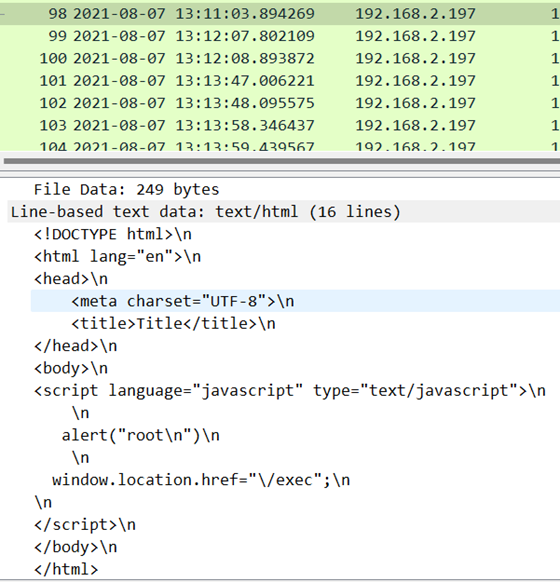 98 2021-08-07 13:11:03.894269 192.168.2.197 1
99 2021-08-07 13:12:07.802109 192.168.2.197 1
100 2021-08-07 13:12:08.893872 192.168.2.197 1
101 2021-08-07 13:13:47.006221 192.168.2.197 1
102 2021-08-07 13:13:48.095575 192.168.2.197 1
103 2021-08-07 13:13:58.346437 192.168.2.197 1
104 2021-08-07 13:13:59.439567 192.168.2.197 1
File Data: 249 bytes
Line-based text data: text/html (16 lines)
<!DOCTYPE html>\n
<html lang="en">\n
<head>\n
    <meta charset="UTF-8">\n
    <title>Title</title>\n
</head>\n
<body>\n
<script language="javascript" type="text/javascript">\n
    \n
   alert("root\n")\n
    \n
  window.location.href="\/exec";\n
\n
</script>\n
</body>\n
</html>